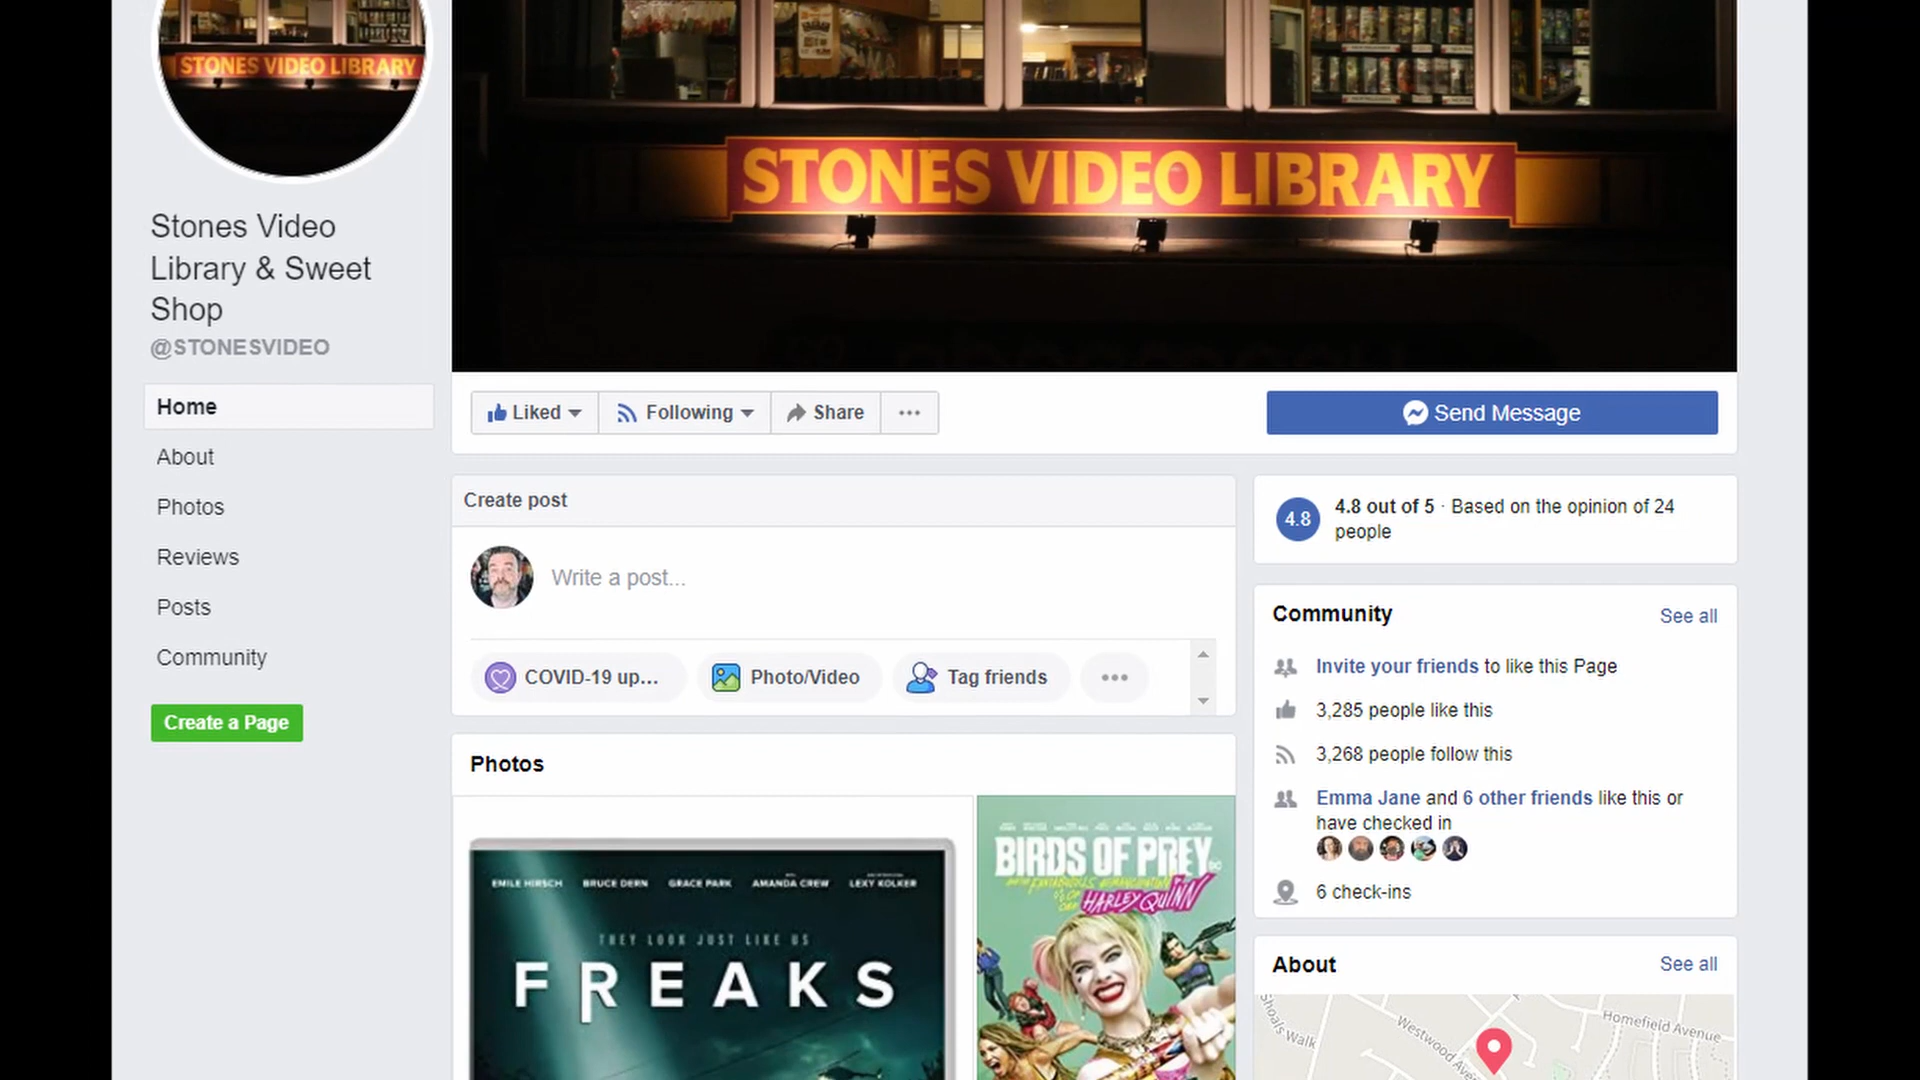 STONES VIDEO LIBRARY
STONES VIDEO LIBRARY
Stones Video
Library & Sweet
Shop
@STONESVIDEO
Home
About
Photos
Reviews
Posts
Community
Create a Page
Liked
Following
Share
Send Message
Create post
Write a post...
COVID-19 up...
Photo/Video
Tag friends
Photos
EMILE HIRSCH BRUCE DERN GRACE PARK AMANDA CREW LEXY KOLKER
THEY LOOK JUST LIKE US
FREAKS
BIRDS OF PREY
HARLEY QUINN
4.8
4.8 out of 5 · Based on the opinion of 24
people
Community
See all
Invite your friends to like this Page
3,285 people like this
3,268 people follow this
Emma Jane and 6 other friends like this or
have checked in
6 check-ins
About
See all
Shoals Walk
Westwood Ave
Homefield Avenue